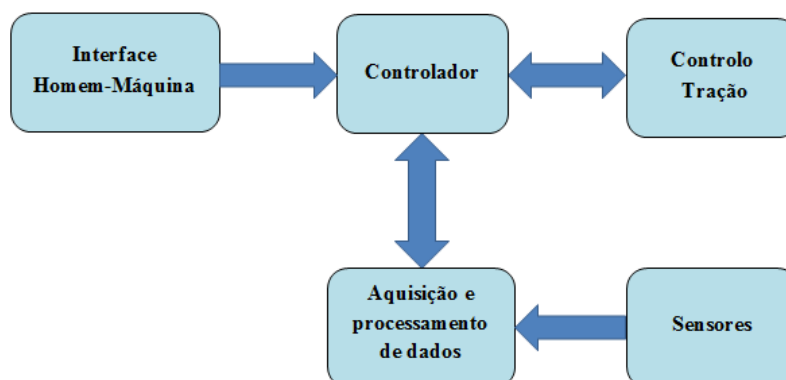 Interface
Homem-Máquina
Controlador
Controlo
Tração
Aquisição e
processamento
de dados
Sensores